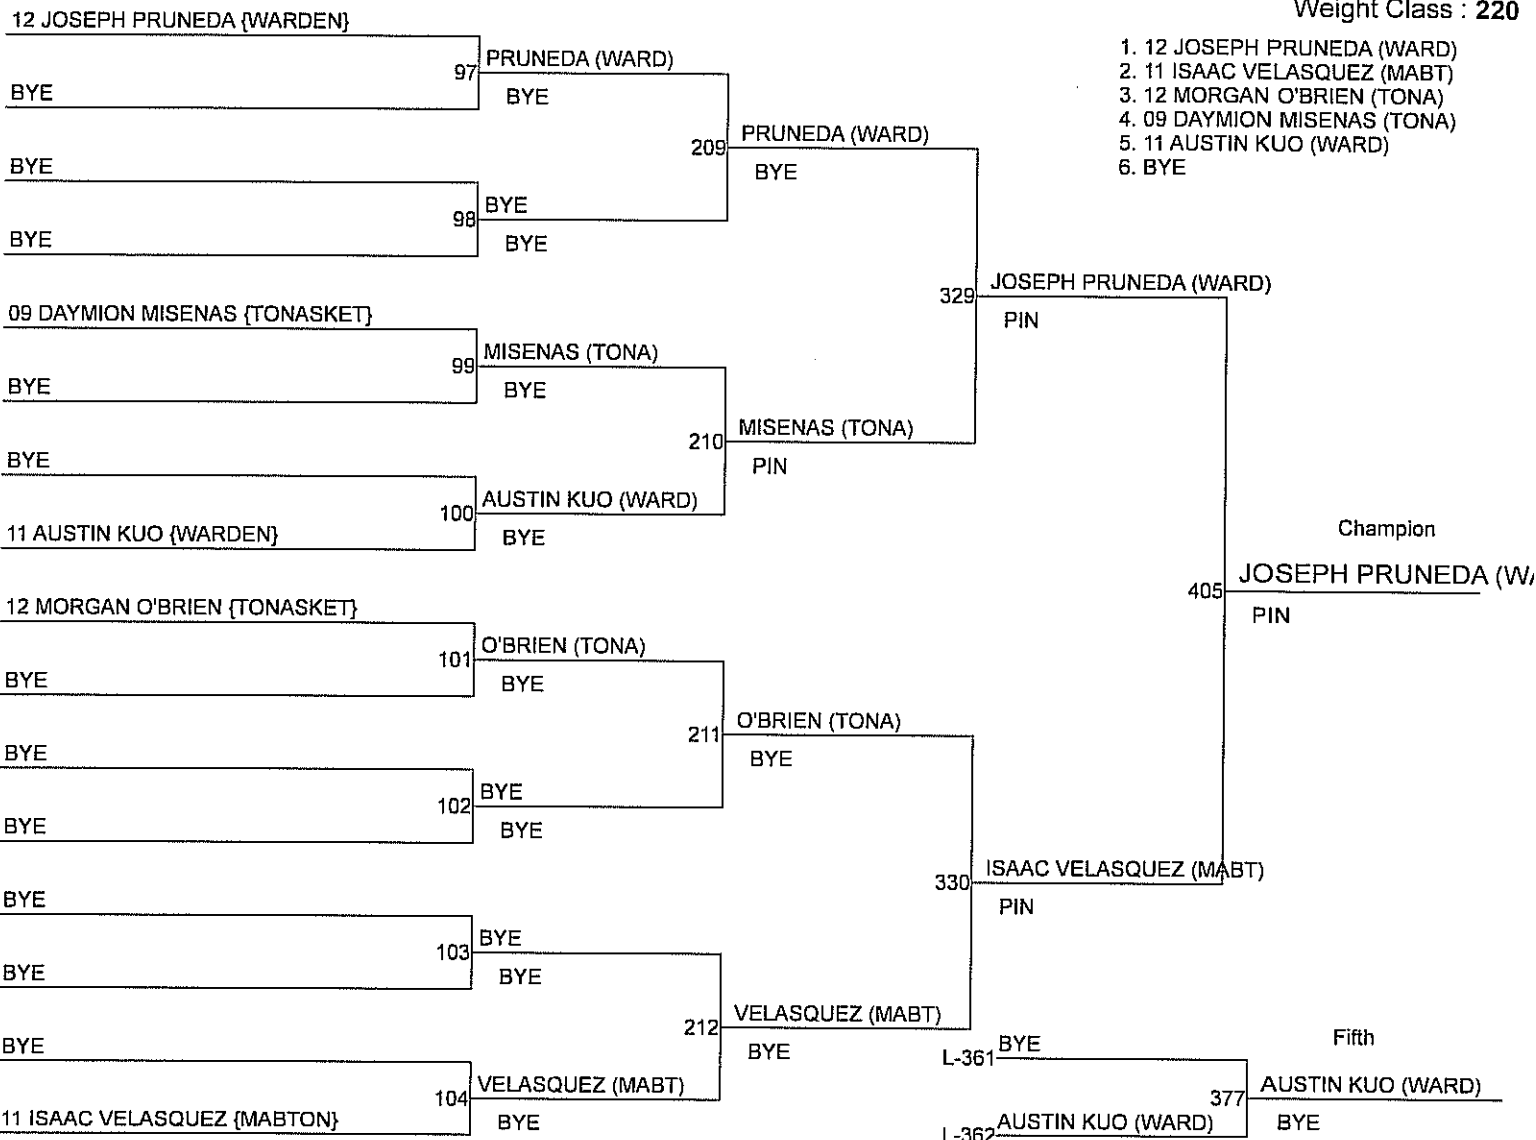 Weight Class : 220
1. 12 JOSEPH PRUNEDA (WARD)
2. 11 ISAAC VELASQUEZ (MABT)
3. 12 MORGAN O'BRIEN (TONA)
4. 09 DAYMION MISENAS (TONA)
5. 11 AUSTIN KUO (WARD)
6. BYE
12 JOSEPH PRUNEDA {WARDEN}
97
PRUNEDA (WARD)
BYE
BYE
209
PRUNEDA (WARD)
BYE
BYE
98
BYE
BYE
BYE
329
JOSEPH PRUNEDA (WARD)
PIN
09 DAYMION MISENAS {TONASKET}
99
MISENAS (TONA)
BYE
BYE
210
MISENAS (TONA)
PIN
BYE
100
AUSTIN KUO (WARD)
BYE
11 AUSTIN KUO {WARDEN}
Champion
405
JOSEPH PRUNEDA (WA
PIN
12 MORGAN O'BRIEN {TONASKET}
101
O'BRIEN (TONA)
BYE
BYE
211
O'BRIEN (TONA)
BYE
BYE
102
BYE
BYE
BYE
330
ISAAC VELASQUEZ (MABT)
PIN
BYE
103
BYE
BYE
BYE
212
VELASQUEZ (MABT)
BYE
BYE
104
VELASQUEZ (MABT)
BYE
11 ISAAC VELASQUEZ {MABTON}
Fifth
L-361
BYE
377
AUSTIN KUO (WARD)
BYE
L-362
AUSTIN KUO (WARD)